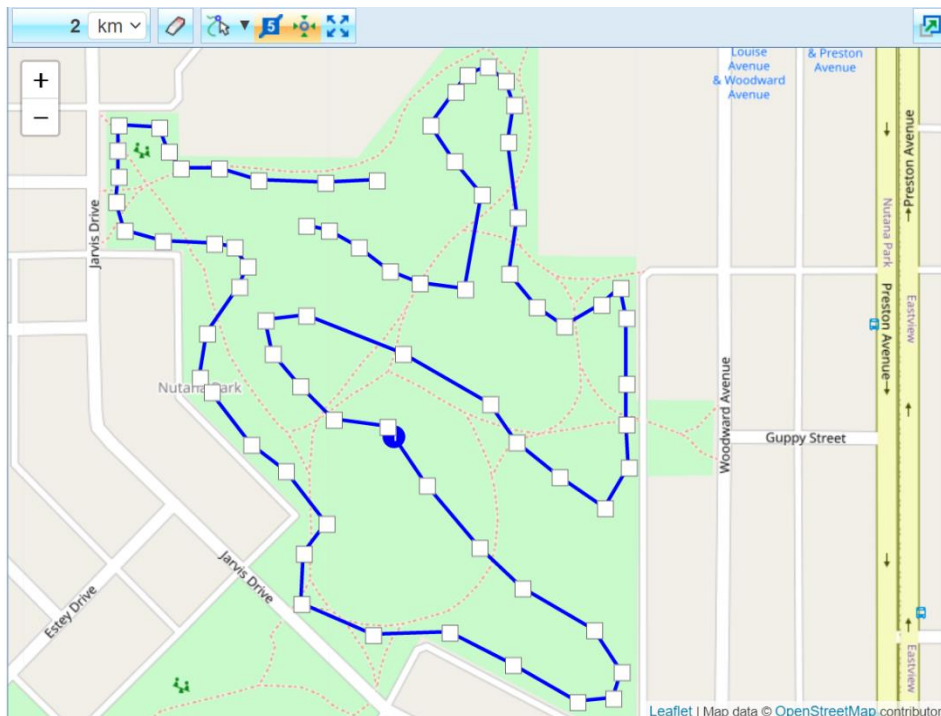 2 km
5
+
−
Louise
Avenue
& Woodward
Avenue
& Preston
Avenue
Preston Avenue
Jarvis Drive
Nutana Park
Eastview
Preston Avenue
Nutana Park
Woodward Avenue
Guppy Street
Jarvis Drive
Estey Drive
Eastview
Leaflet | Map data © OpenStreetMap contributor